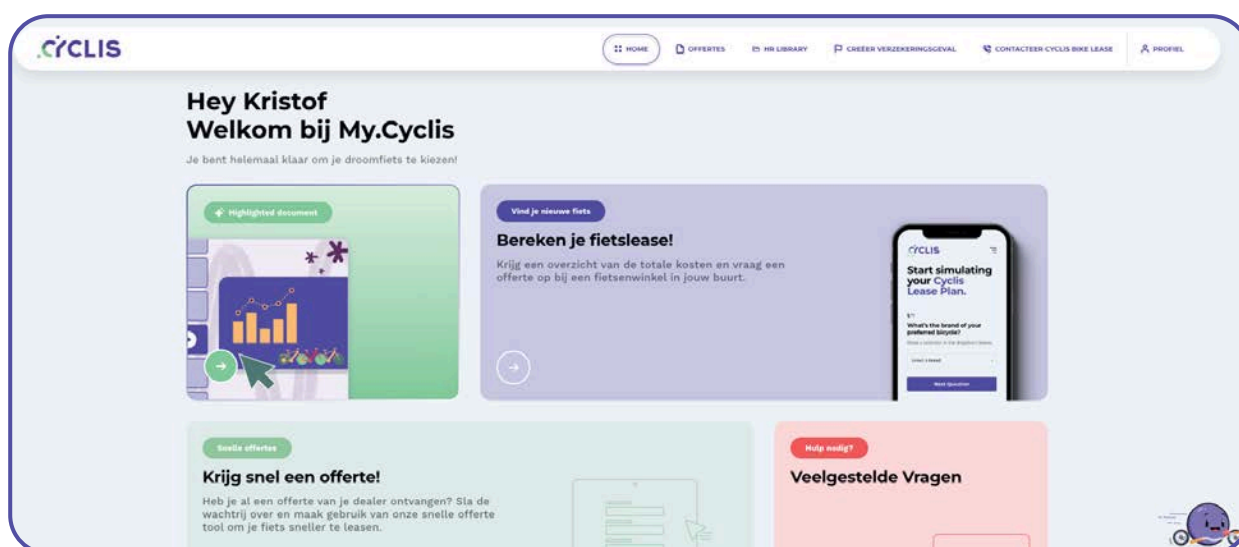 CYCLIS
HOME
OFFERTES
HR LIBRARY
CREËER VERZEKERINGSGEVAL
CONTACTEER CYCLIS BIKE LEASE
PROFIEL
Hey Kristof
Welkom bij My.Cyclis
Je bent helemaal klaar om je droomfiets te kiezen!
Highlighted document
Vind je nieuwe fiets
Bereken je fietslease!
Krijg een overzicht van de totale kosten en vraag een
offerte op bij een fietsenwinkel in jouw buurt.
CYCLIS
Start simulating
your Cyclis
Lease Plan.
What's the brand of your
preferred bicycle?
Select a brand
Next Question
Snelle offertes
Krijg snel een offerte!
Heb je al een offerte van je dealer ontvangen? Sla de
wachtrij over en maak gebruik van onze snelle offerte
tool om je fiets sneller te leasen.
Hulp nodig?
Veelgestelde Vragen